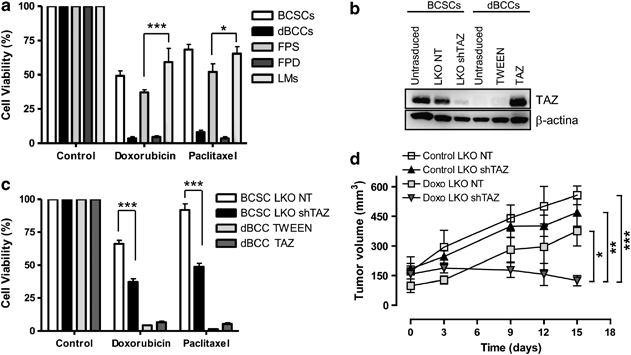 a
Cell Viability (%)
100
75
50
25
0
***
*
BCSCs
dBCCs
FPS
FPD
LMs
Control
Doxorubicin
Paclitaxel
b
BCSCs
dBCCs
Untrasduced
LKO NT
LKO shTAZ
Untrasduced
TWEEN
TAZ
TAZ
β-actina
c
Cell Viability (%)
100
75
50
25
0
***
***
BCSC LKO NT
BCSC LKO shTAZ
dBCC TWEEN
dBCC TAZ
Control
Doxorubicin
Paclitaxel
d
Control LKO NT
Control LKO shTAZ
Doxo LKO NT
Doxo LKO shTAZ
Tumor volume (mm³)
600
450
300
150
0
*
**
***
0
3
6
9
12
15
18
Time (days)